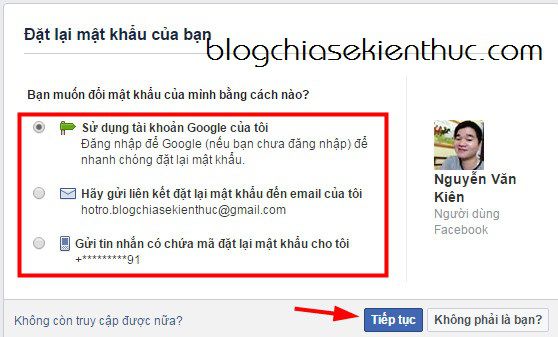 Đặt lại mật khẩu của bạn
blogchiasekienthuc.com
Bạn muốn đổi mật khẩu của mình bằng cách nào?
Sử dụng tài khoản Google của tôi
Đăng nhập để Google (nếu bạn chưa đăng nhập) để
nhanh chóng đặt lại mật khẩu.
Hãy gửi liên kết đặt lại mật khẩu đến email của tôi
hotro.blogchiasekienthuc@gmail.com
Gửi tin nhắn có chứa mã đặt lại mật khẩu cho tôi
+*********91
Nguyễn Văn
Kiên
Người dùng
Facebook
Không còn truy cập được nữa?
Tiếp tục
Không phải là bạn?